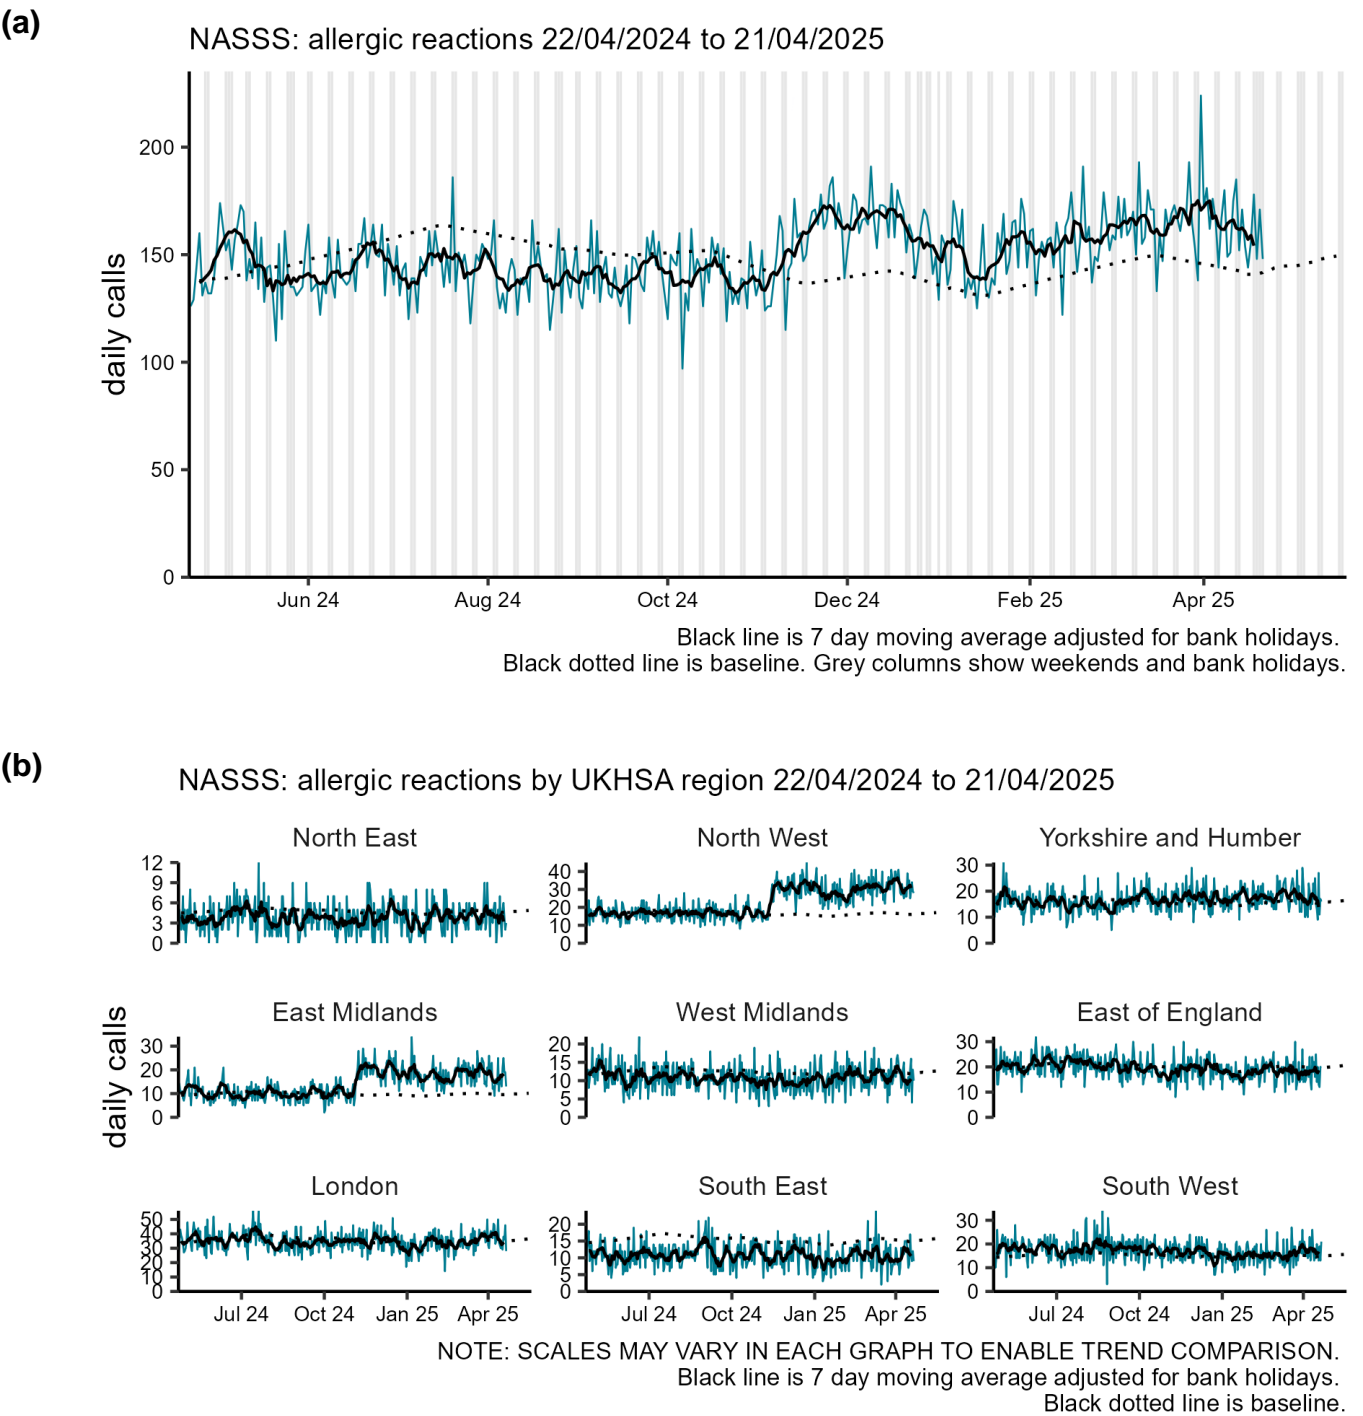 (a)
NASSS: allergic reactions 22/04/2024 to 21/04/2025
daily calls
200
150
100
50
0
Jun 24 Aug 24 Oct 24 Dec 24 Feb 25 Apr 25
Black line is 7 day moving average adjusted for bank holidays.
Black dotted line is baseline. Grey columns show weekends and bank holidays.
(b)
NASSS: allergic reactions by UKHSA region 22/04/2024 to 21/04/2025
daily calls
North East
12
9
6
3
0
North West
40
30
20
10
0
Yorkshire and Humber
30
20
10
0
East Midlands
30
20
10
0
West Midlands
20
15
10
5
0
East of England
30
20
10
0
London
50
40
30
20
10
0
Jul 24 Oct 24 Jan 25 Apr 25
South East
20
15
10
5
0
Jul 24 Oct 24 Jan 25 Apr 25
South West
30
20
10
0
Jul 24 Oct 24 Jan 25 Apr 25
NOTE: SCALES MAY VARY IN EACH GRAPH TO ENABLE TREND COMPARISON.
Black line is 7 day moving average adjusted for bank holidays.
Black dotted line is baseline.